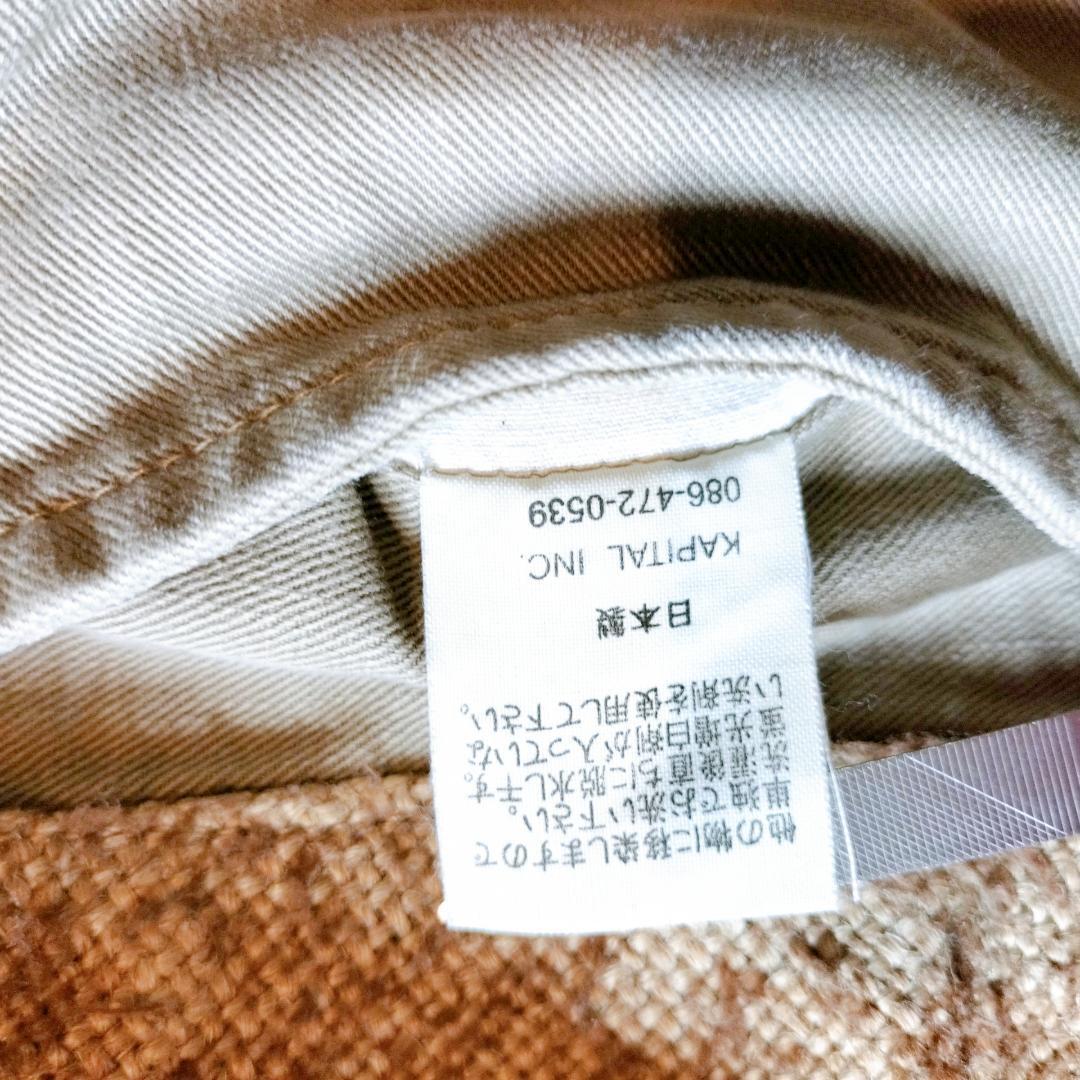 他の物に移染しますので
単独でお洗い下さい。
洗濯後直ちに脱水し干す。
蛍光増白剤が入っていな
い洗剤を使用して下さい。
日本製
KAPITAL INC.
086-472-0539